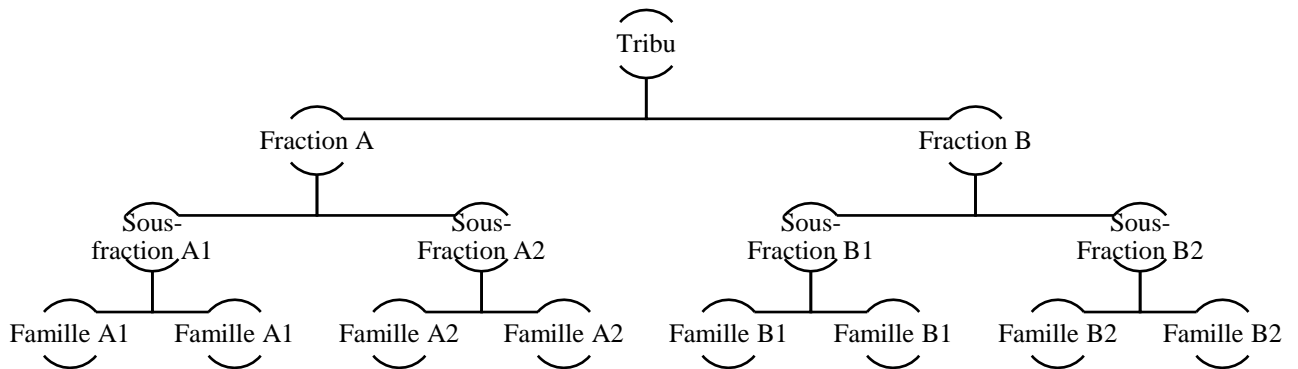 Tribu
Fraction A
Fraction B
Sous-
fraction A1
Sous-
Fraction A2
Sous-
Fraction B1
Sous-
Fraction B2
Famille A1
Famille A1
Famille A2
Famille A2
Famille B1
Famille B1
Famille B2
Famille B2